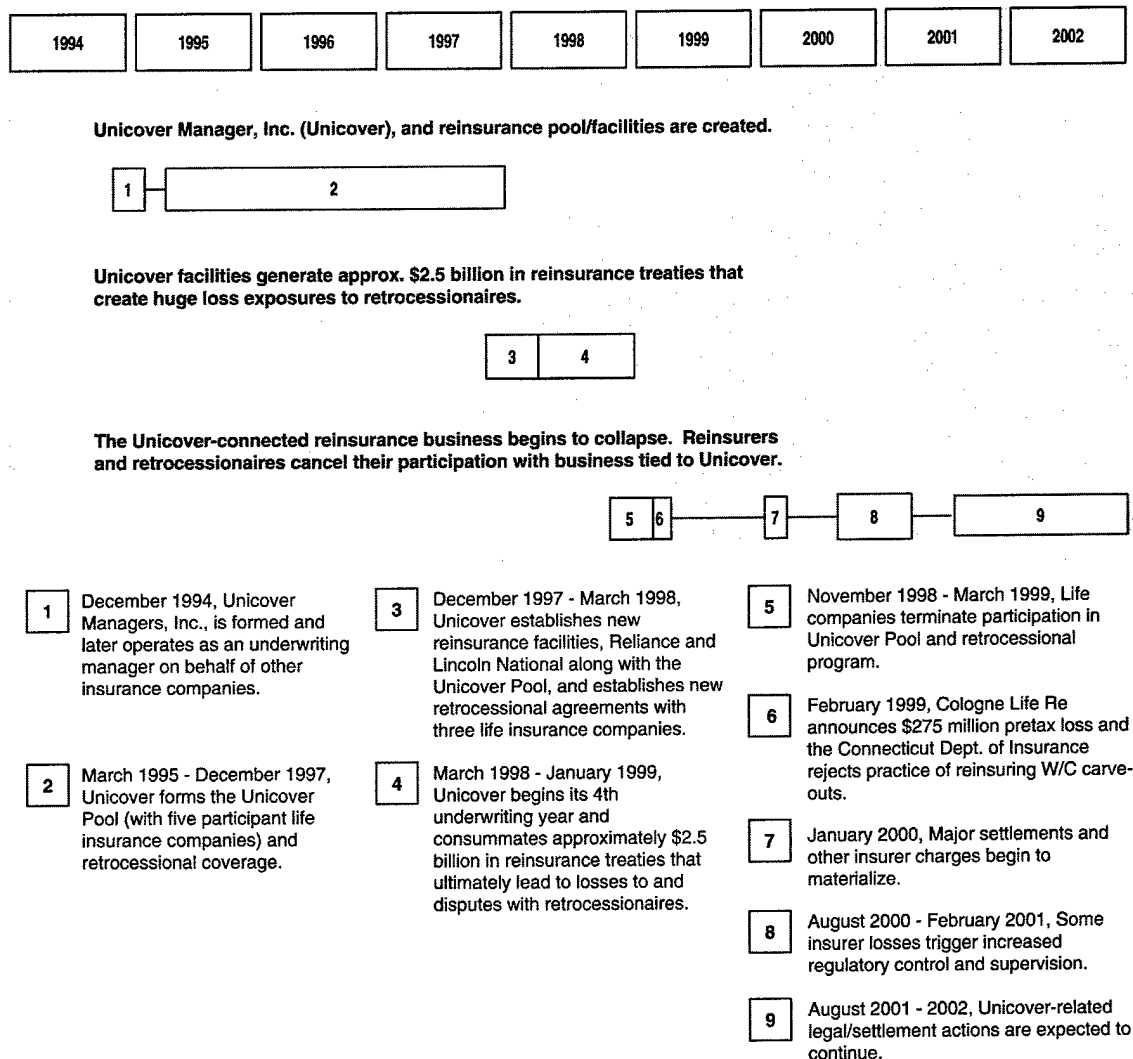 1994 1995 1996 1997 1998 1999 2000 2001 2002
Unicover Manager, Inc. (Unicover), and reinsurance pool/facilities are created.
1 2
Unicover facilities generate approx. $2.5 billion in reinsurance treaties that
create huge loss exposures to retrocessionaires.
3 4
The Unicover-connected reinsurance business begins to collapse. Reinsurers
and retrocessionaires cancel their participation with business tied to Unicover.
5 6 7 8 9
1
December 1994, Unicover
Managers, Inc., is formed and
later operates as an underwriting
manager on behalf of other
insurance companies.
2
March 1995 - December 1997,
Unicover forms the Unicover
Pool (with five participant life
insurance companies) and
retrocessional coverage.
3
December 1997 - March 1998,
Unicover establishes new
reinsurance facilities, Reliance and
Lincoln National along with the
Unicover Pool, and establishes new
retrocessional agreements with
three life insurance companies.
4
March 1998 - January 1999,
Unicover begins its 4th
underwriting year and
consummates approximately $2.5
billion in reinsurance treaties that
ultimately lead to losses to and
disputes with retrocessionaires.
5
November 1998 - March 1999, Life
companies terminate participation in
Unicover Pool and retrocessional
program.
6
February 1999, Cologne Life Re
announces $275 million pretax loss and
the Connecticut Dept. of Insurance
rejects practice of reinsuring W/C carve-
outs.
7
January 2000, Major settlements and
other insurer charges begin to
materialize.
8
August 2000 - February 2001, Some
insurer losses trigger increased
regulatory control and supervision.
9
August 2001 - 2002, Unicover-related
legal/settlement actions are expected to
continue.